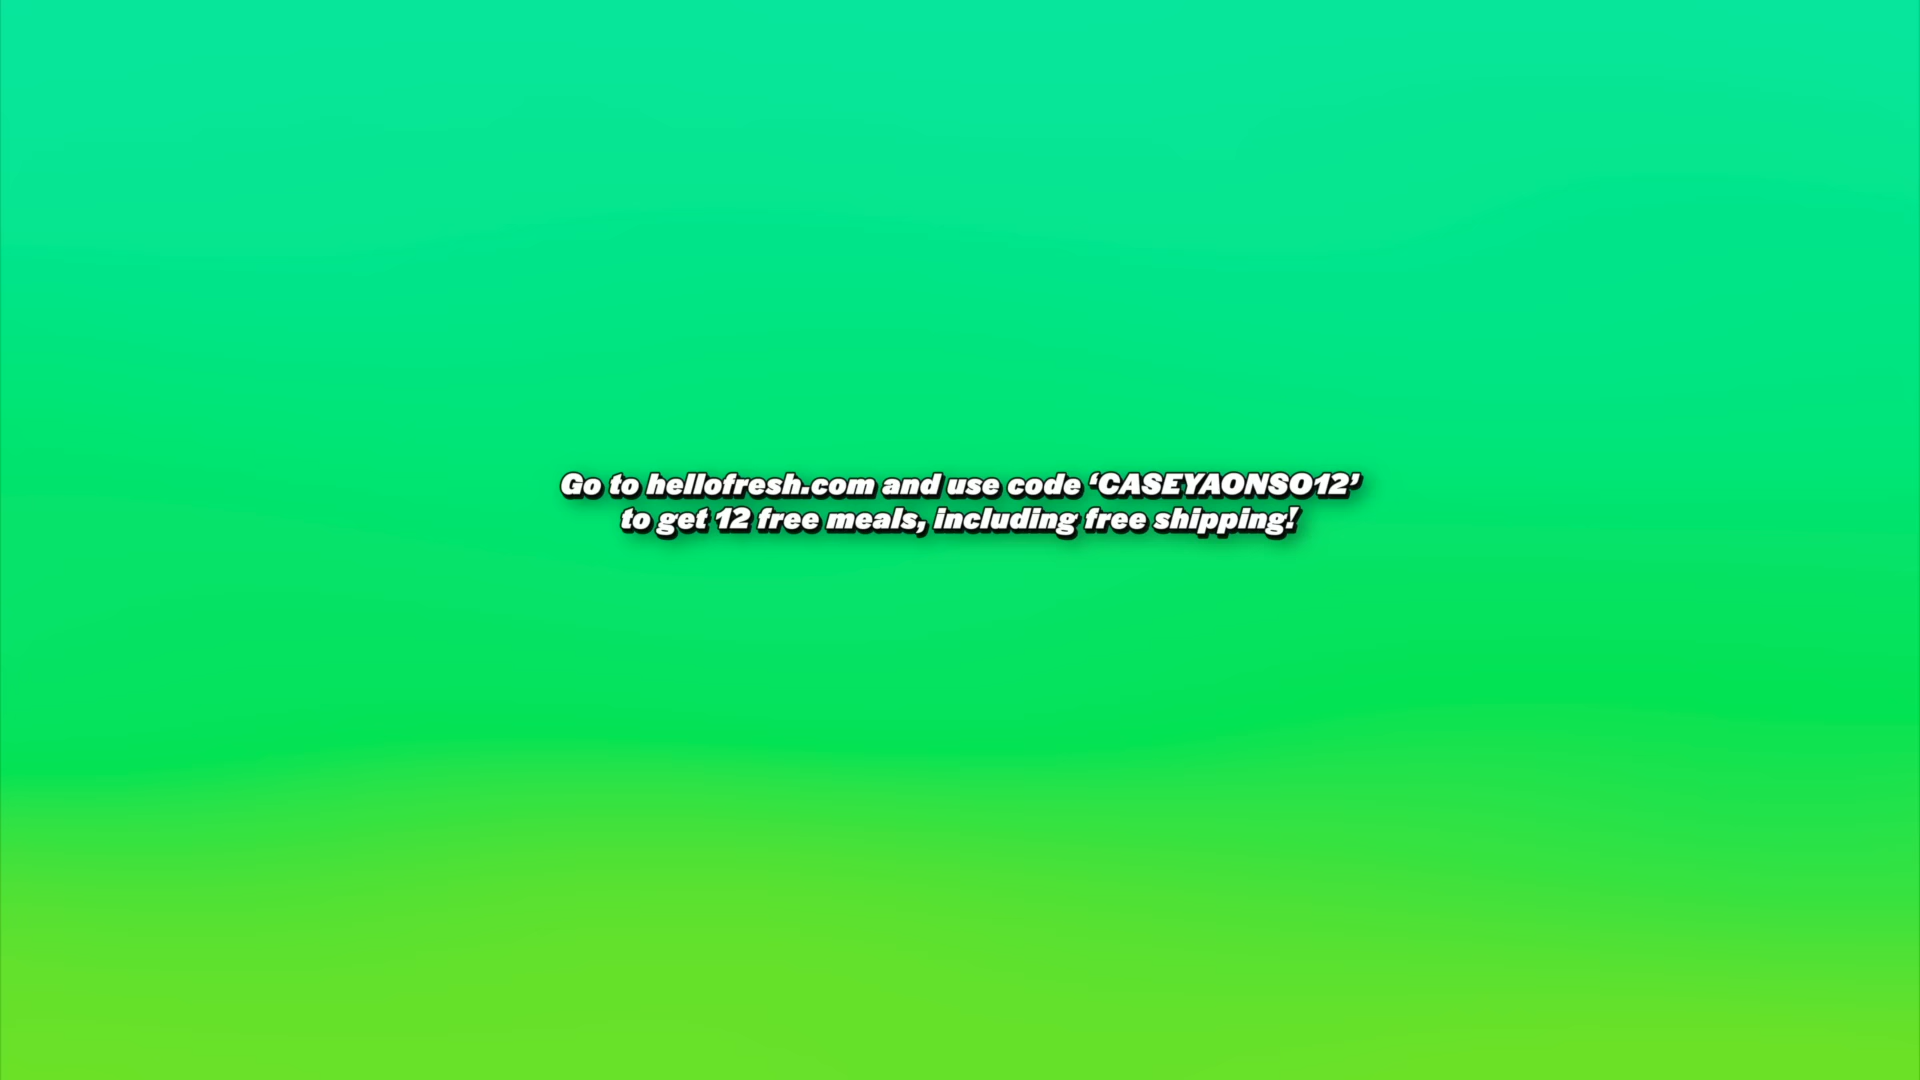 Go to hellofresh.com and use code ‘CASEYAONSO12’
to get 12 free meals, including free shipping!